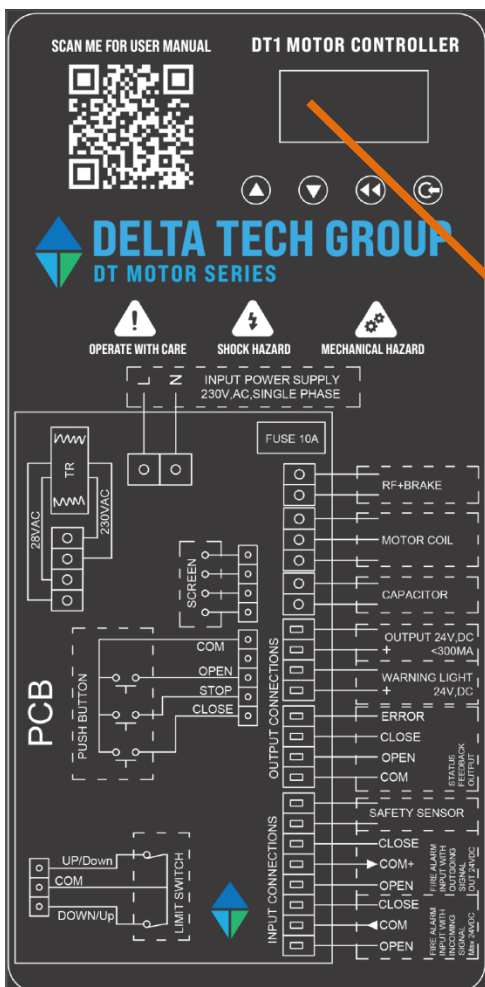 SCAN ME FOR USER MANUAL
DT1 MOTOR CONTROLLER
DELTA TECH GROUP
DT MOTOR SERIES
OPERATE WITH CARE
SHOCK HAZARD
MECHANICAL HAZARD
L N
INPUT POWER SUPPLY
230V,AC,SINGLE PHASE
FUSE 10A
TR
28VAC
230VAC
SCREEN
PCB
PUSH BUTTON
COM
OPEN
STOP
CLOSE
UP/Down
COM
DOWN/Up
LIMIT SWITCH
OUTPUT CONNECTIONS
RF+BRAKE
MOTOR COIL
CAPACITOR
OUTPUT 24V,DC
+ <300MA
WARNING LIGHT
+ 24V,DC
ERROR
CLOSE
OPEN
COM
STATUS
FEEDBACK
OUTPUT
INPUT CONNECTIONS
SAFETY SENSOR
CLOSE
COM+
OPEN
FIRE ALARM
INPUT WITH
OUTGOING
SIGNAL
OUT 24VDC
CLOSE
COM
OPEN
FIRE ALARM
INPUT WITH
INCOMING
SIGNAL
Max 24VDC